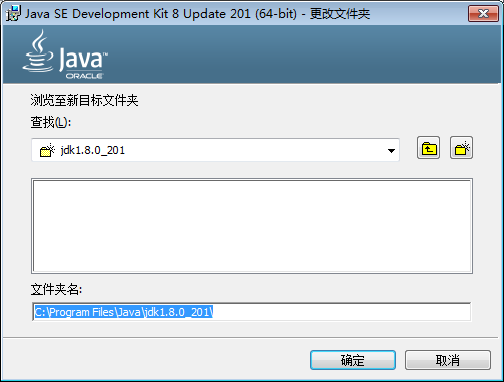 Java SE Development Kit 8 Update 201 (64-bit) - 更改文件夹
Java™
ORACLE
浏览至新目标文件夹
查找(L):
jdk1.8.0_201
文件夹名:
C:\Program Files\Java\jdk1.8.0_201\
确定
取消